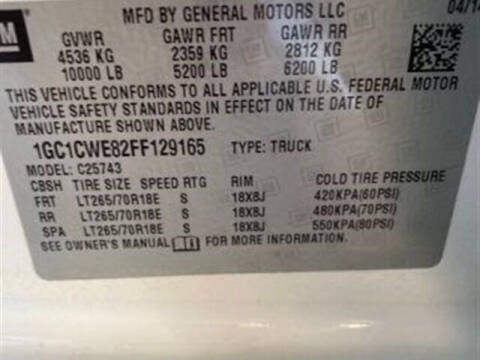 GM MFD BY GENERAL MOTORS LLC 04/14
GVWR GAWR FRT GAWR RR
4536 KG 2359 KG 2812 KG
10000 LB 5200 LB 6200 LB
THIS VEHICLE CONFORMS TO ALL APPLICABLE U.S. FEDERAL MOTOR
VEHICLE SAFETY STANDARDS IN EFFECT ON THE DATE OF
MANUFACTURE SHOWN ABOVE.
1GC1CWE82FF129165 TYPE: TRUCK
MODEL: C25743
CBSH TIRE SIZE SPEED RTG RIM COLD TIRE PRESSURE
FRT LT265/70R18E S 18X8J 420KPA(60PSI)
RR LT265/70R18E S 18X8J 480KPA(70PSI)
SPA LT265/70R18E S 18X8J 550KPA(80PSI)
SEE OWNER'S MANUAL FOR MORE INFORMATION.